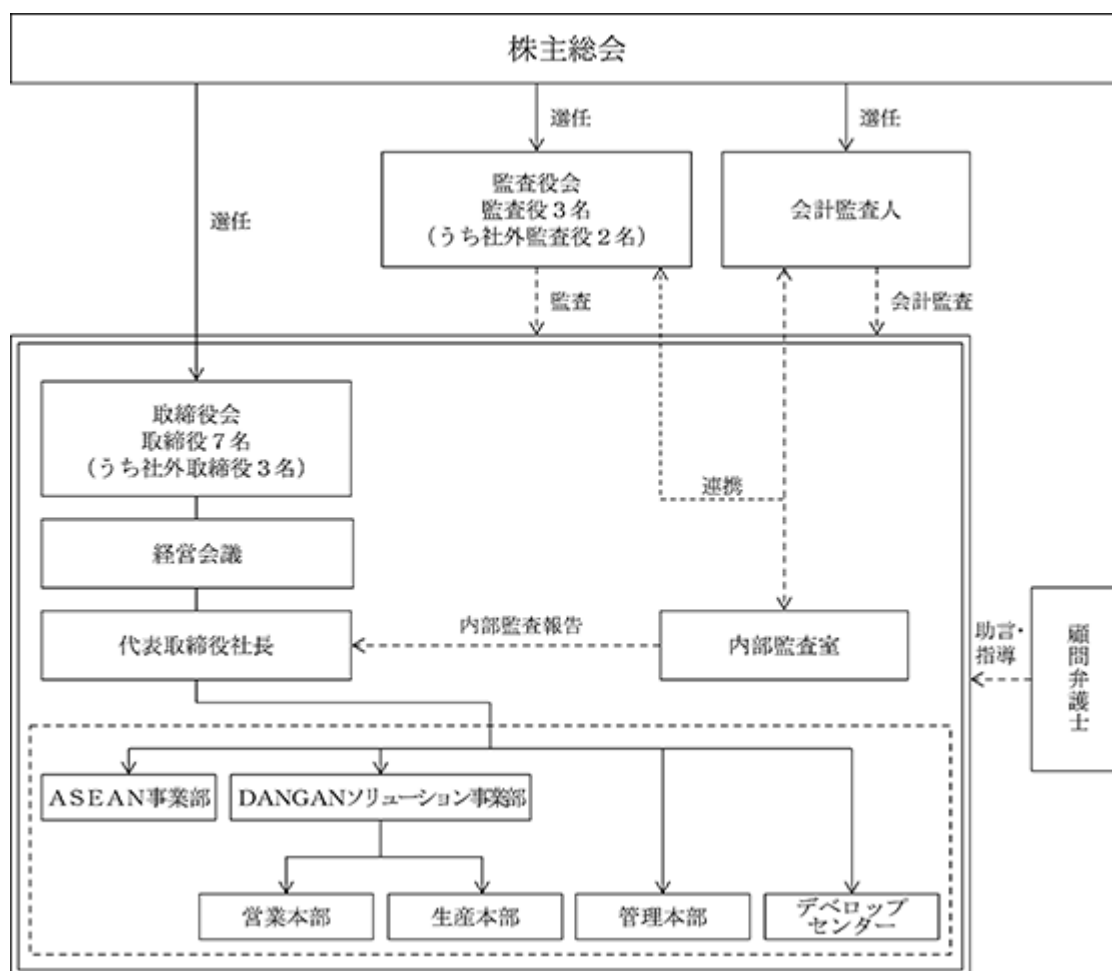 株主総会
選任
選任
選任
監査役会
監査役３名
（うち社外監査役２名）
会計監査人
監査
会計監査
取締役会
取締役７名
（うち社外取締役３名）
連携
経営会議
代表取締役社長
内部監査報告
内部監査室
助言・
指導
顧問弁護士
ＡＳＥＡＮ事業部
DANGANソリューション事業部
営業本部
生産本部
管理本部
デベロップ
センター